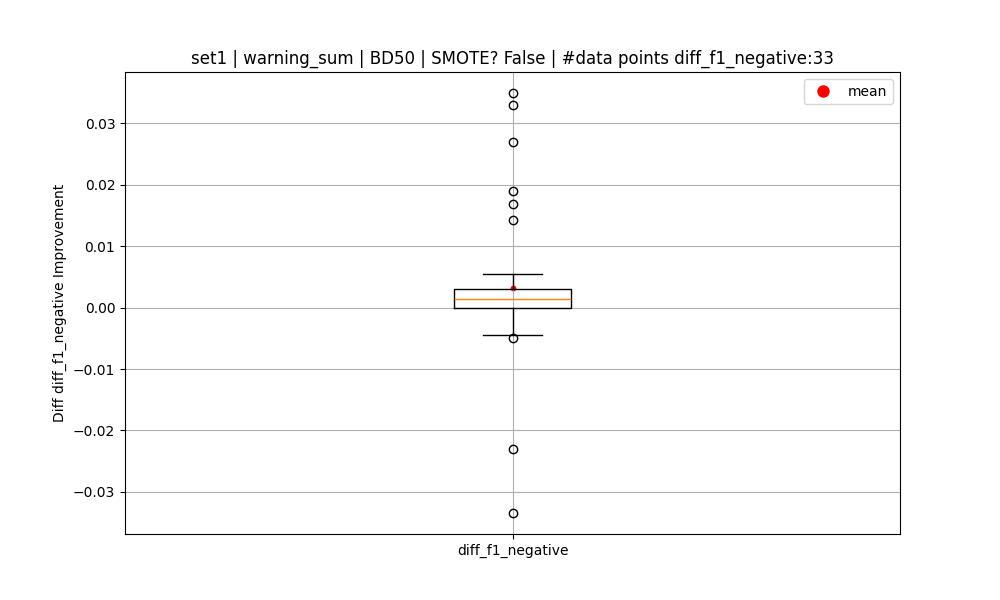 set1 | warning_sum | BD50 | SMOTE? False | #data points diff_f1_negative:33
mean
Diff diff_f1_negative Improvement
0.03
0.02
0.01
0.00
−0.01
−0.02
−0.03
diff_f1_negative